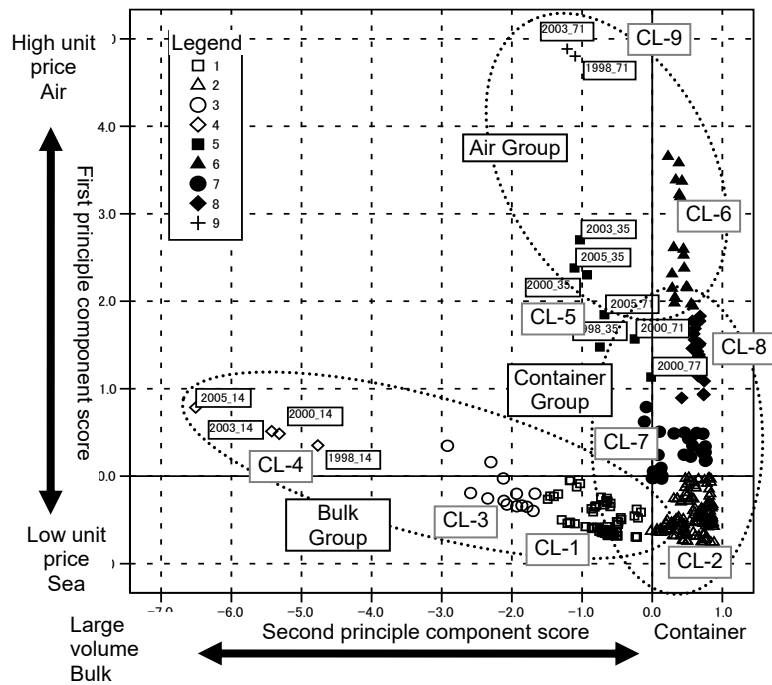 High unit
price
Air
First principle component score
Low unit
price
Sea
Legend
1
2
3
4
5
6
7
8
9
2003_71
CL-9
1998_71
Air Group
CL-6
2003_35
2005_35
2000_35
2005_71
CL-5
98_35
2000_71
CL-8
2000_77
Container
Group
2005_14
2000_14
2003_14
1998_14
CL-4
CL-7
Bulk
Group
CL-3
CL-1
CL-2
4.0
3.0
2.0
1.0
0.0
-7.0
-6.0
-5.0
-4.0
-3.0
-2.0
-1.0
0.0
1.0
Large
volume
Bulk
Second principle component score
Container